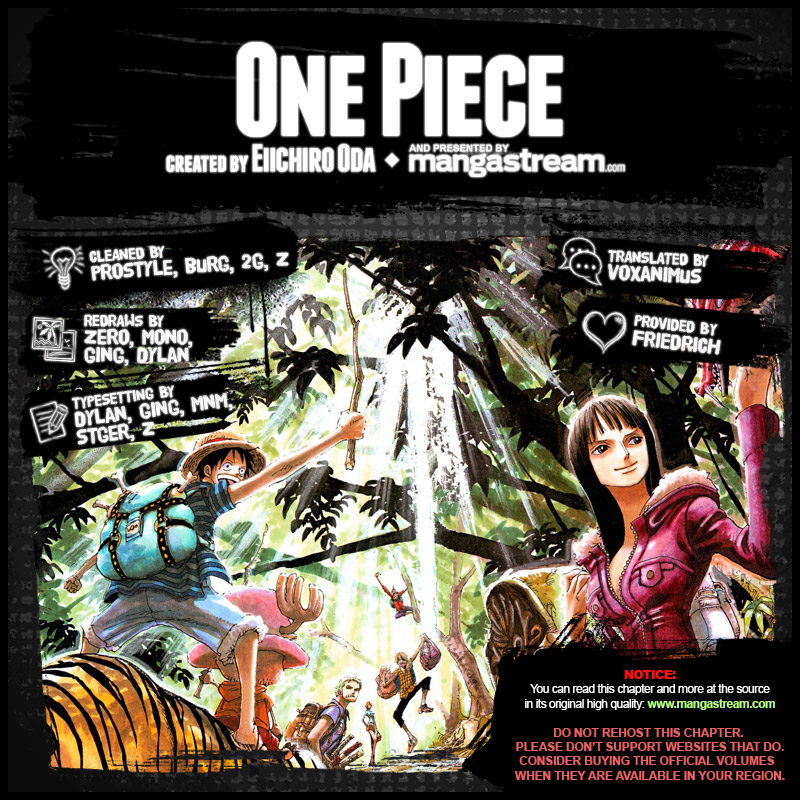 ONE PIECE
CREATED BY EIICHIRO ODA ◆ AND PRESENTED BY mangastream.com
CLEANED BY
PROSTYLE, BURG, 2G, Z
REDRAWS BY
ZERO, MONO,
GING, DYLAN
TYPESETTING BY
DYLAN, GING, MNM,
STGER, Z
TRANSLATED BY
VOXANIMUS
PROVIDED BY
FRIEDRICH
NOTICE:
You can read this chapter and more at the source
in its original high quality: www.mangastream.com
DO NOT REHOST THIS CHAPTER.
PLEASE DON'T SUPPORT WEBSITES THAT DO.
CONSIDER BUYING THE OFFICIAL VOLUMES
WHEN THEY ARE AVAILABLE IN YOUR REGION.